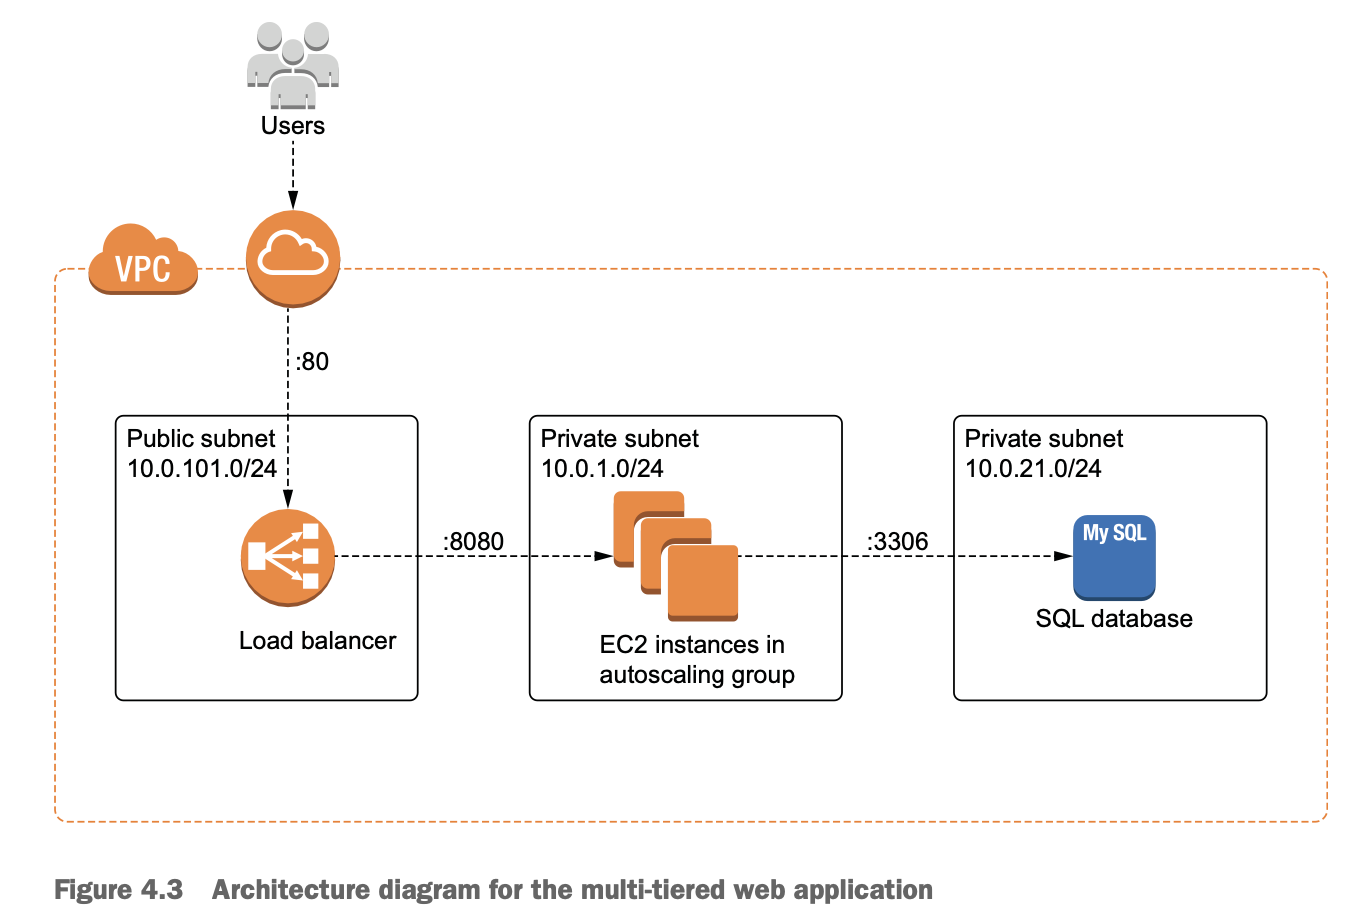 Users
VPC
:80
Public subnet
10.0.101.0/24
Load balancer
:8080
Private subnet
10.0.1.0/24
EC2 instances in
autoscaling group
:3306
Private subnet
10.0.21.0/24
My SQL
SQL database
Figure 4.3 Architecture diagram for the multi-tiered web application